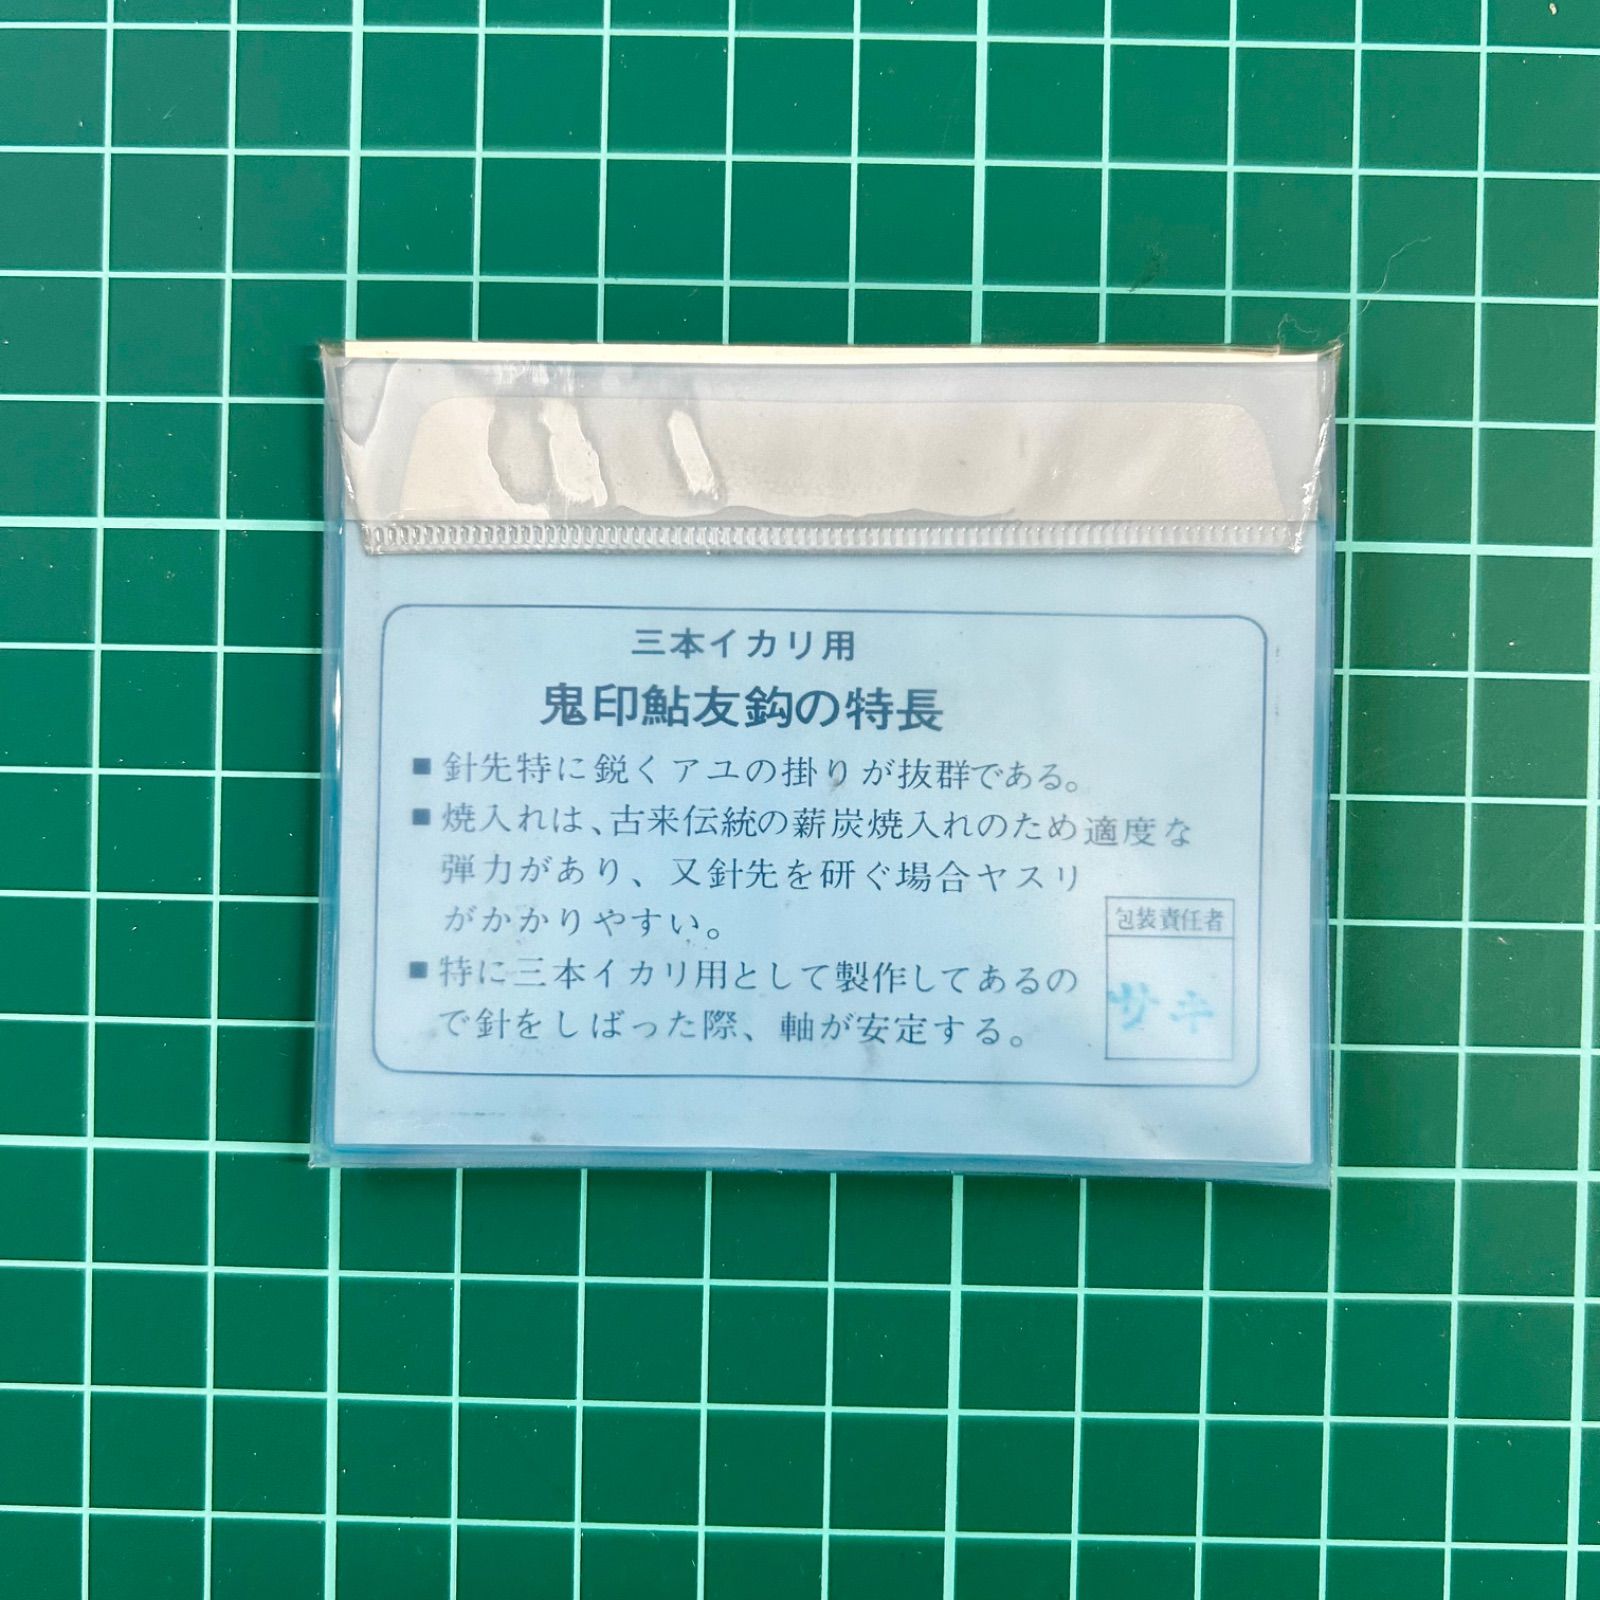 三本イカリ用
鬼印鮎友鈎の特長
■針先特に鋭くアユの掛りが抜群である。
■焼入れは、古来伝統の薪炭焼入れのため適度な
弾力があり、又針先を研ぐ場合ヤスリ
がかかりやすい。
■特に三本イカリ用として製作してあるの
で針をしばった際、軸が安定する。
包装責任者
サキ